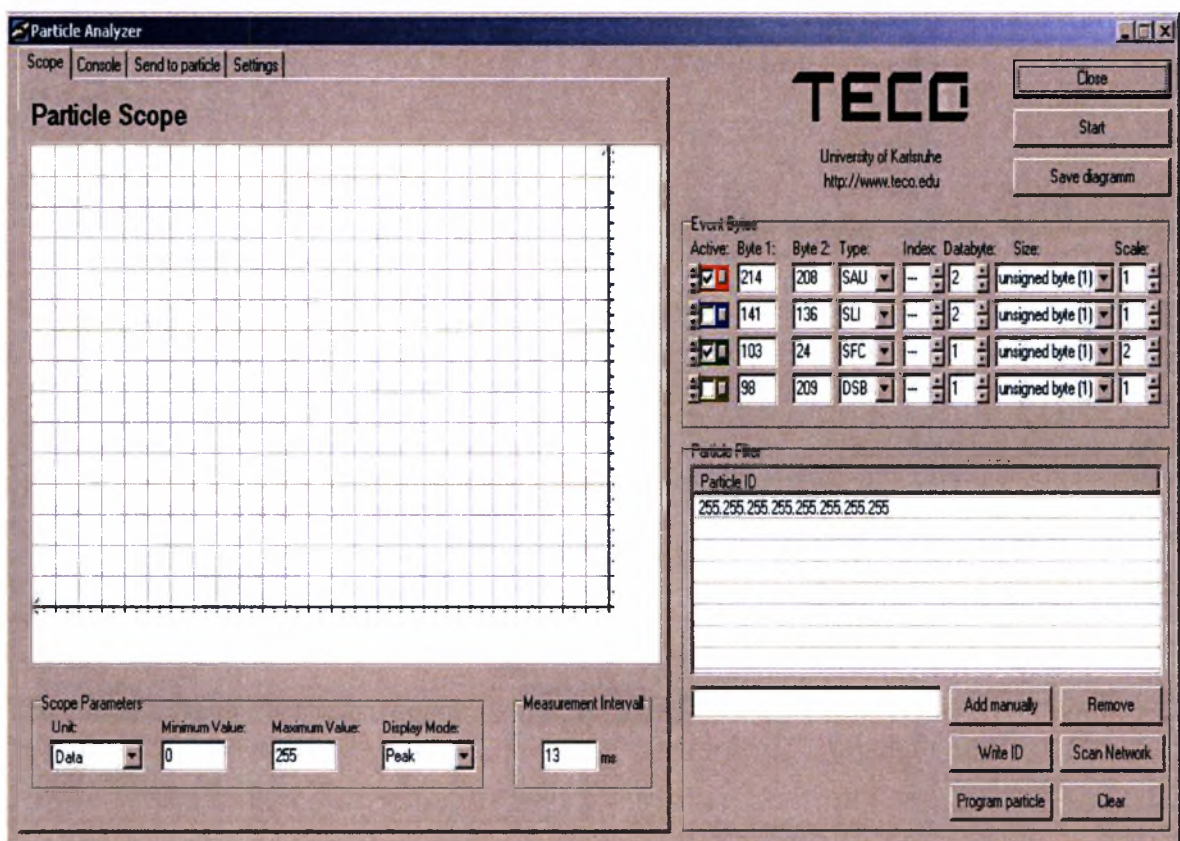 Particle Analyzer
Scope Console Send to particle Settings
Particle Scope
TECO
University of Karlsruhe
http://www.teco.edu
Close
Start
Save diagramm
Event Bytes
Active: Byte 1: Byte 2: Type: Index: Databyte: Size: Scale:
214 208 SAU --- 2 unsigned byte (1) 1
141 136 SLI --- 2 unsigned byte (1) 1
103 24 SFC --- 1 unsigned byte (1) 2
98 209 DSB --- 1 unsigned byte (1) 1
Particle Filter
Particle ID
255.255.255.255.255.255.255.255
Add manually Remove
Write ID Scan Network
Program particle Clear
Scope Parameters
Unit: Minimum Value: Maximum Value: Display Mode:
Data 0 255 Peak
Measurement Intervall
13 ms